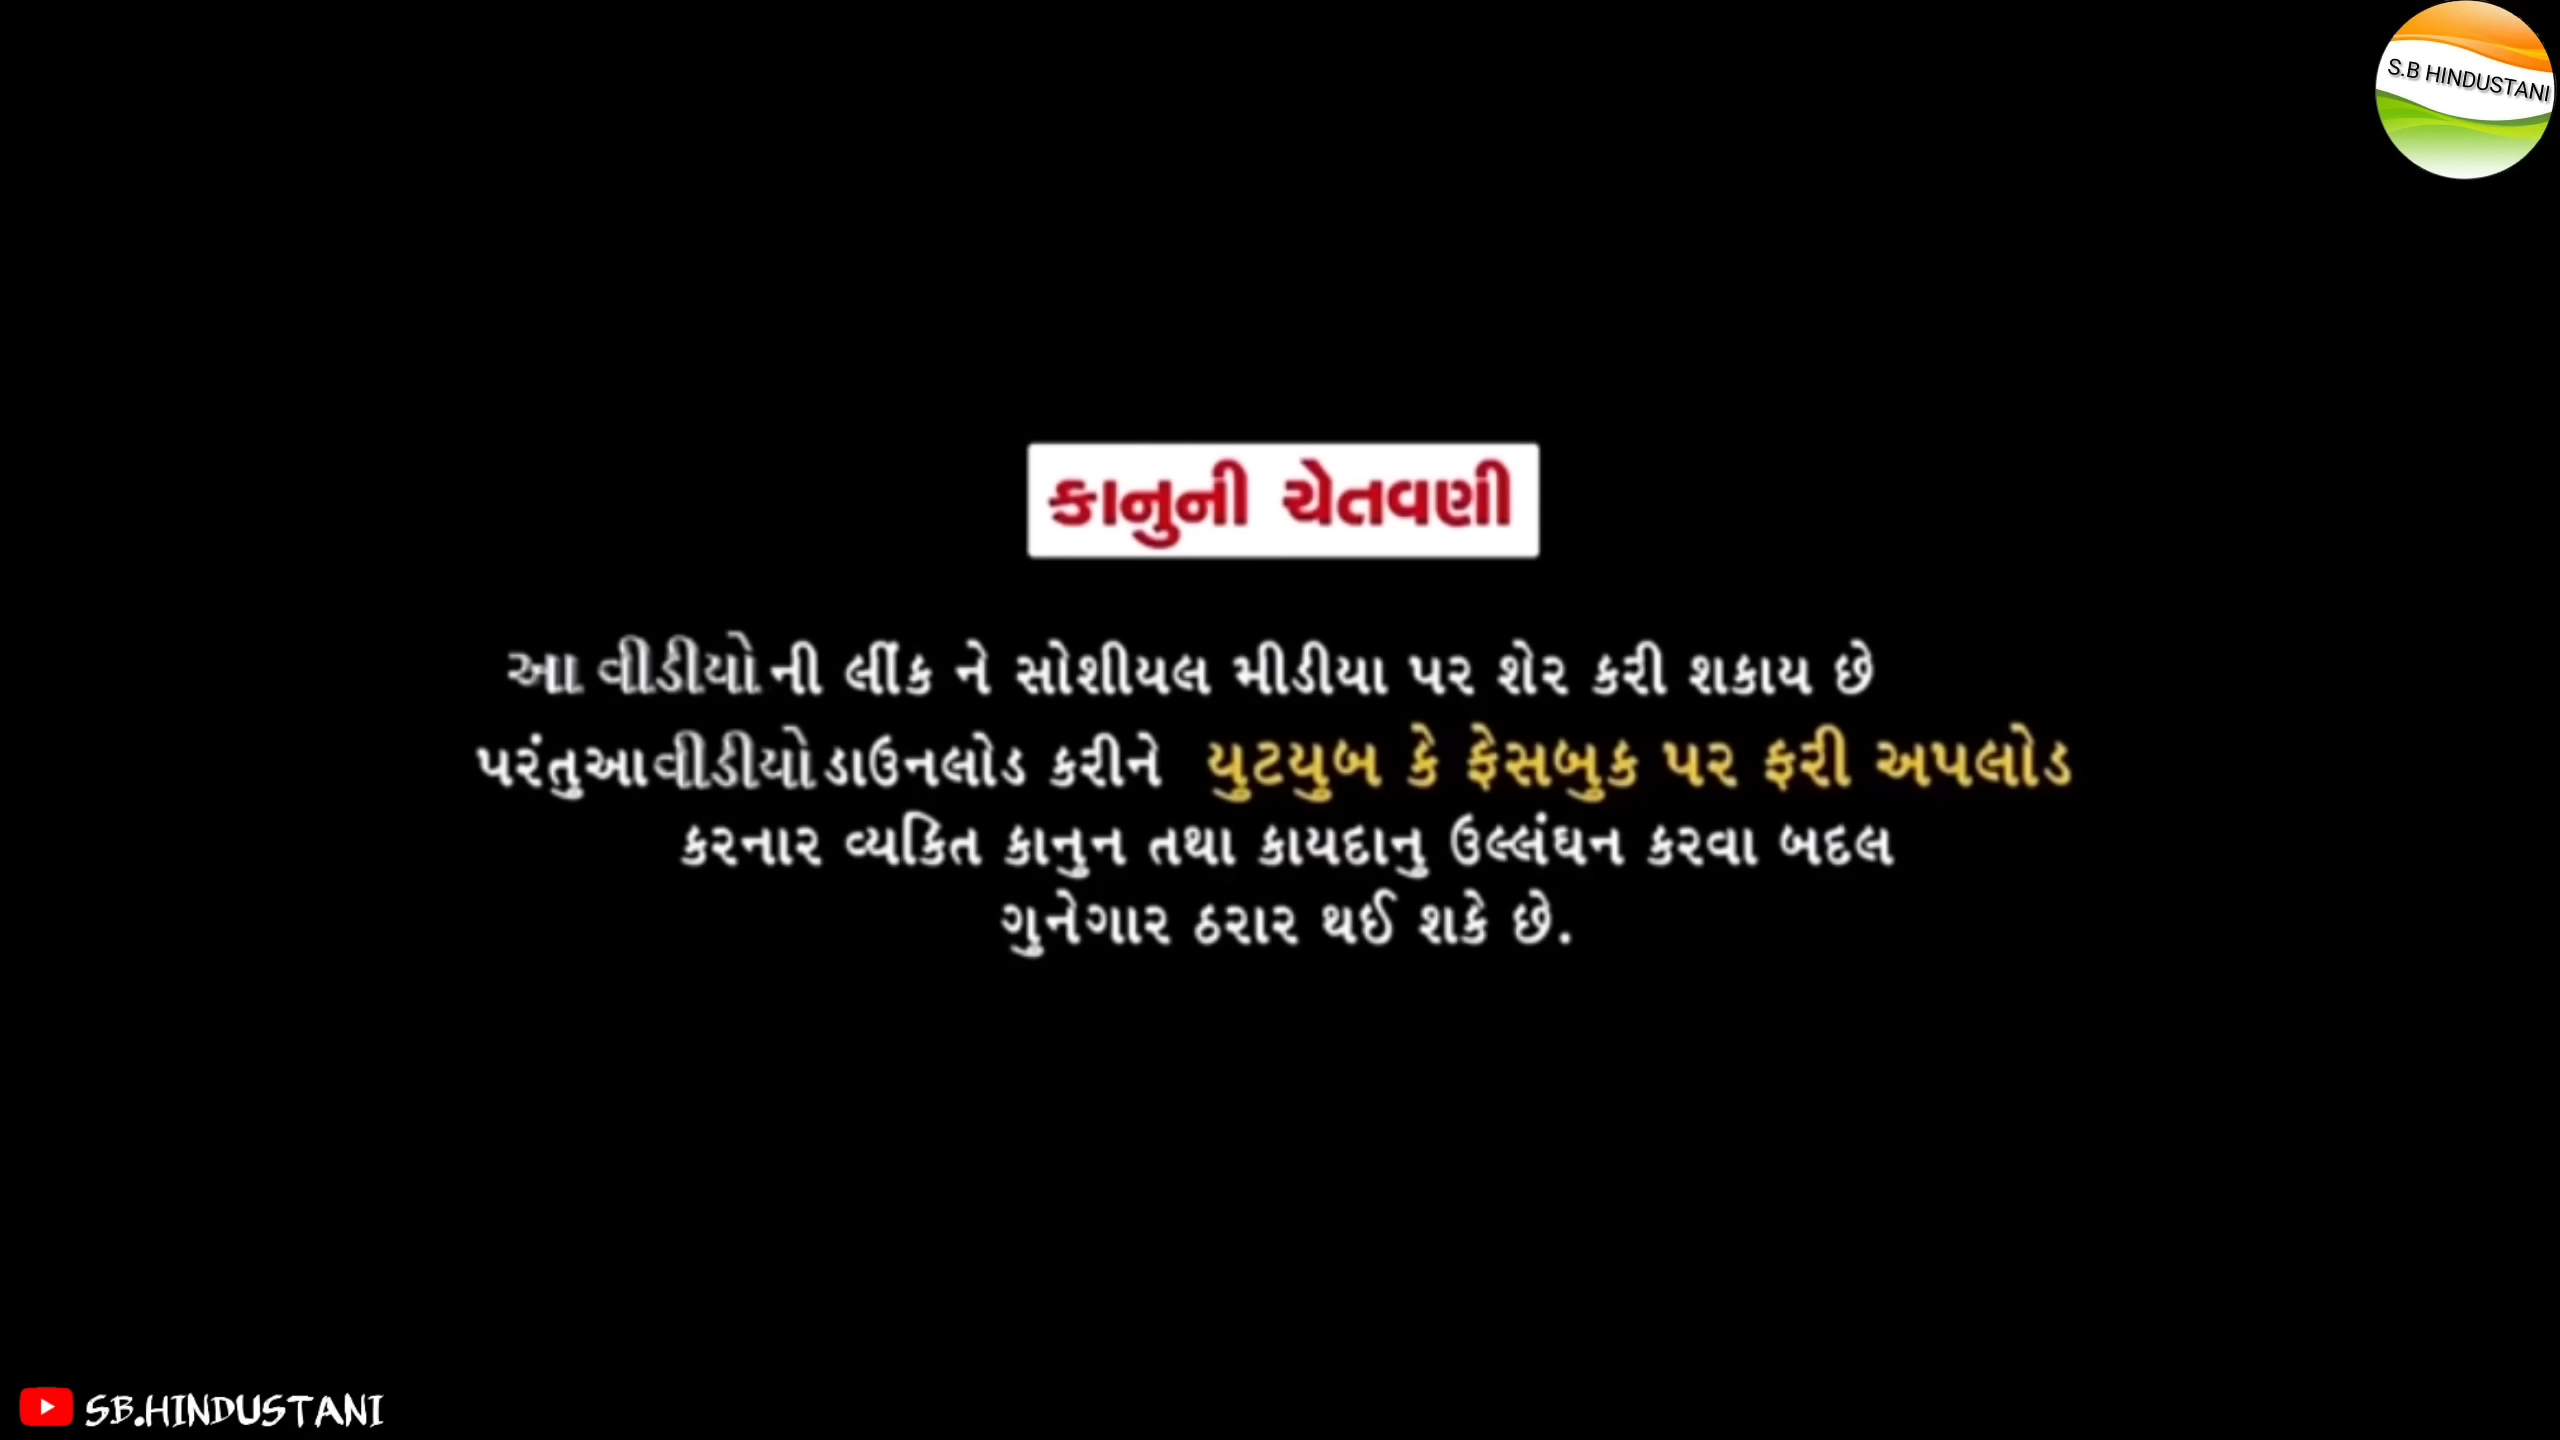 S.B HINDUSTANI
કાનુની ચેતવણી
આ વીડીયો ની લીંક ને સોશીયલ મીડીયા પર શેર કરી શકાય છે
પરંતુઆવીડીયો ડાઉનલોડ કરીને યુટયુબ કે ફેસબુક પર ફરી અપલોડ
કરનાર વ્યકિત કાનુન તથા કાયદાનુ ઉલ્લંઘન કરવા બદલ
ગુનેગાર ઠરાર થઈ શકે છે.
SB.HINDUSTANI